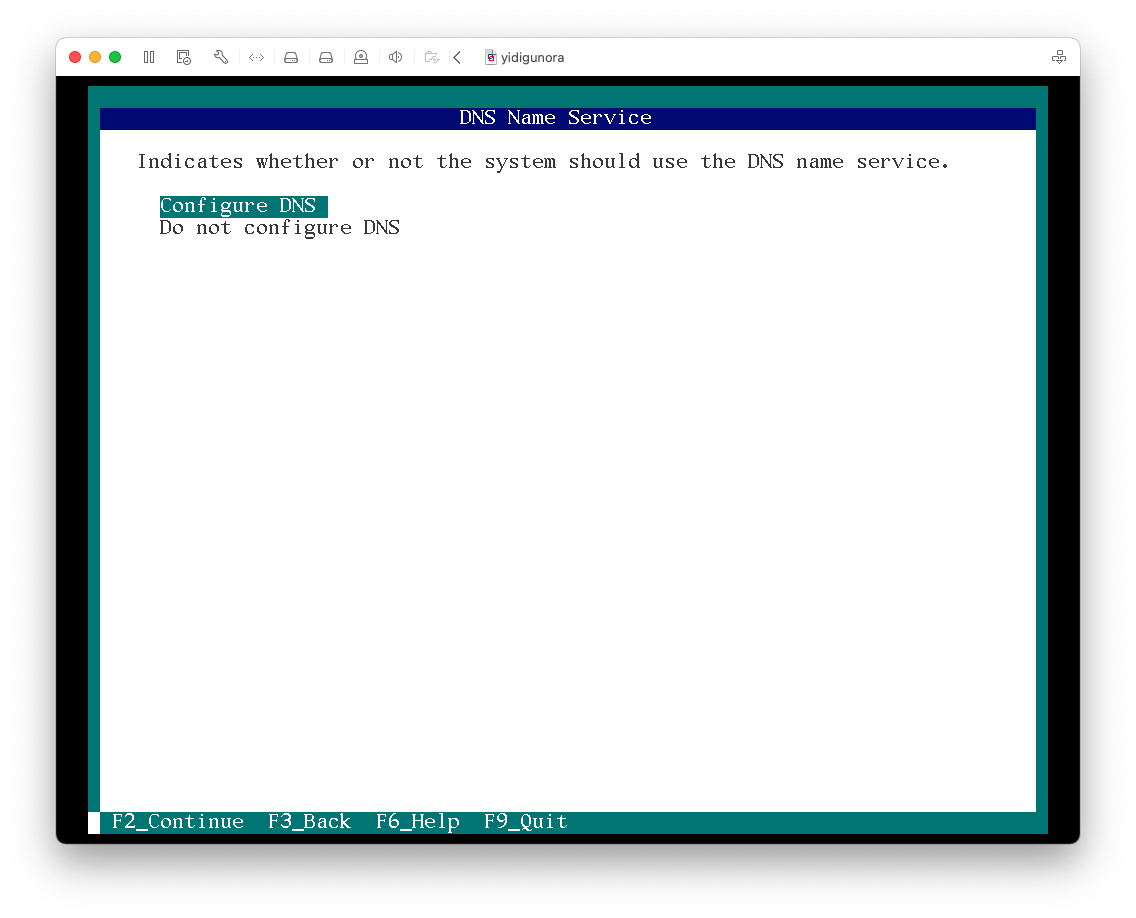 yidigunora
DNS Name Service
Indicates whether or not the system should use the DNS name service.
Configure DNS
Do not configure DNS
F2_Continue F3_Back F6_Help F9_Quit